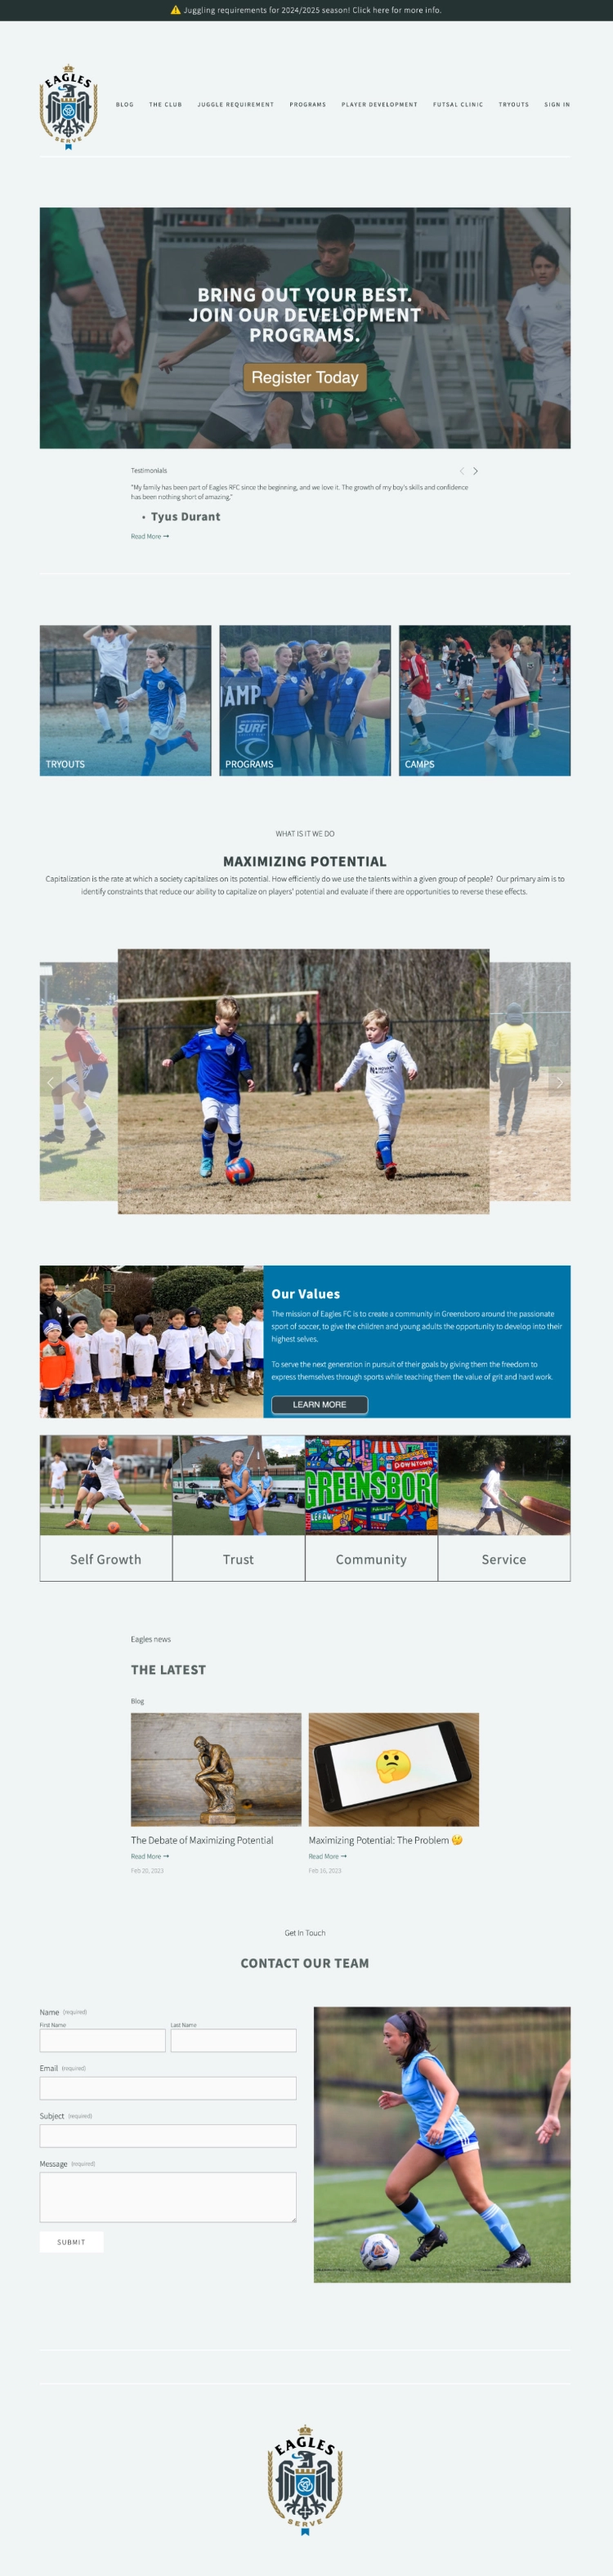 ⚠️ Juggling requirements for 2024/2025 season! Click here for more info.
EAGLES
SERVE
BLOG THE CLUB JUGGLE REQUIREMENT PROGRAMS PLAYER DEVELOPMENT FUTSAL CLINIC TRYOUTS SIGN IN
BRING OUT YOUR BEST.
JOIN OUR DEVELOPMENT
PROGRAMS.
Register Today
Testimonials
"My family has been part of Eagles RFC since the beginning, and we love it. The growth of my boy's skills and confidence
has been nothing short of amazing."
• Tyus Durant
Read More →
AMP
SURF
TRYOUTS
PROGRAMS
CAMPS
WHAT IS IT WE DO
MAXIMIZING POTENTIAL
Capitalization is the rate at which a society capitalizes on its potential. How efficiently do we use the talents within a given group of people? Our primary aim is to
identify constraints that reduce our ability to capitalize on players' potential and evaluate if there are opportunities to reverse these effects.
Our Values
The mission of Eagles FC is to create a community in Greensboro around the passionate
sport of soccer, to give the children and young adults the opportunity to develop into their
highest selves.
To serve the next generation in pursuit of their goals by giving them the freedom to
express themselves through sports while teaching them the value of grit and hard work.
LEARN MORE
DOWNTOWN
GREENSBORO
Self Growth
Trust
Community
Service
Eagles news
THE LATEST
Blog
The Debate of Maximizing Potential
Read More →
Feb 20, 2023
Maximizing Potential: The Problem 🤔
Read More →
Feb 16, 2023
Get In Touch
CONTACT OUR TEAM
Name (required)
First Name
Last Name
Email (required)
Subject (required)
Message (required)
SUBMIT
EAGLES
SERVE